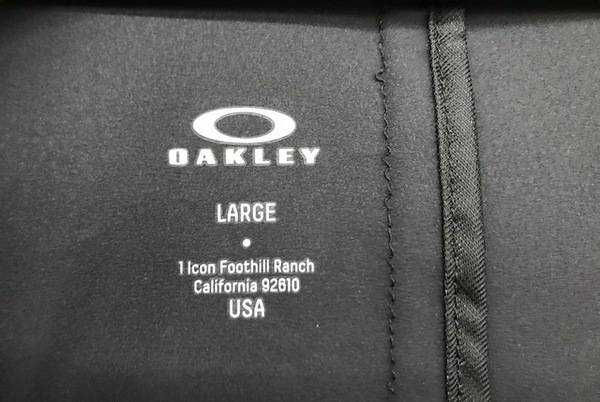 OAKLEY
LARGE
1 Icon Foothill Ranch
California 92610
USA